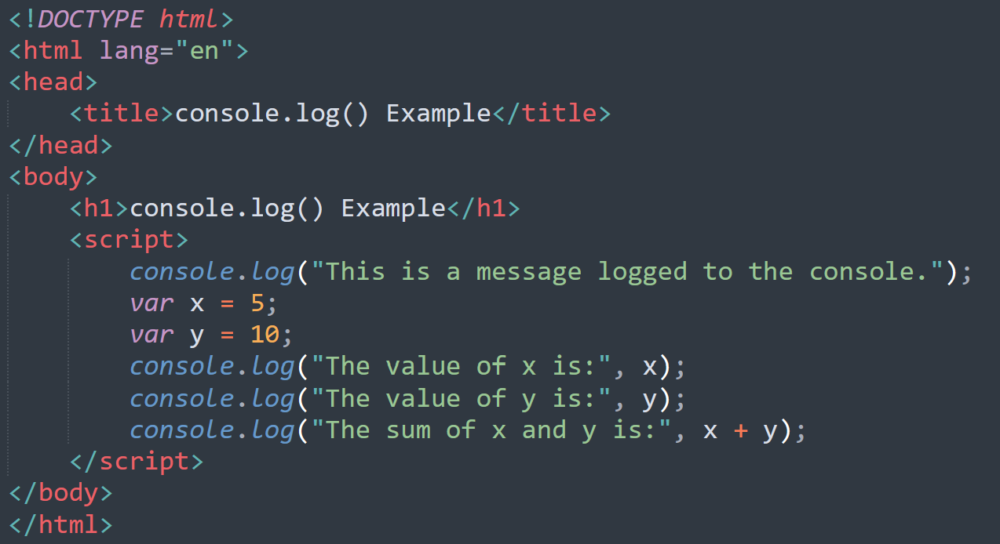 <!DOCTYPE html>
<html lang="en">
<head>
    <title>console.log() Example</title>
</head>
<body>
    <h1>console.log() Example</h1>
    <script>
        console.log("This is a message logged to the console.");
        var x = 5;
        var y = 10;
        console.log("The value of x is:", x);
        console.log("The value of y is:", y);
        console.log("The sum of x and y is:", x + y);
    </script>
</body>
</html>